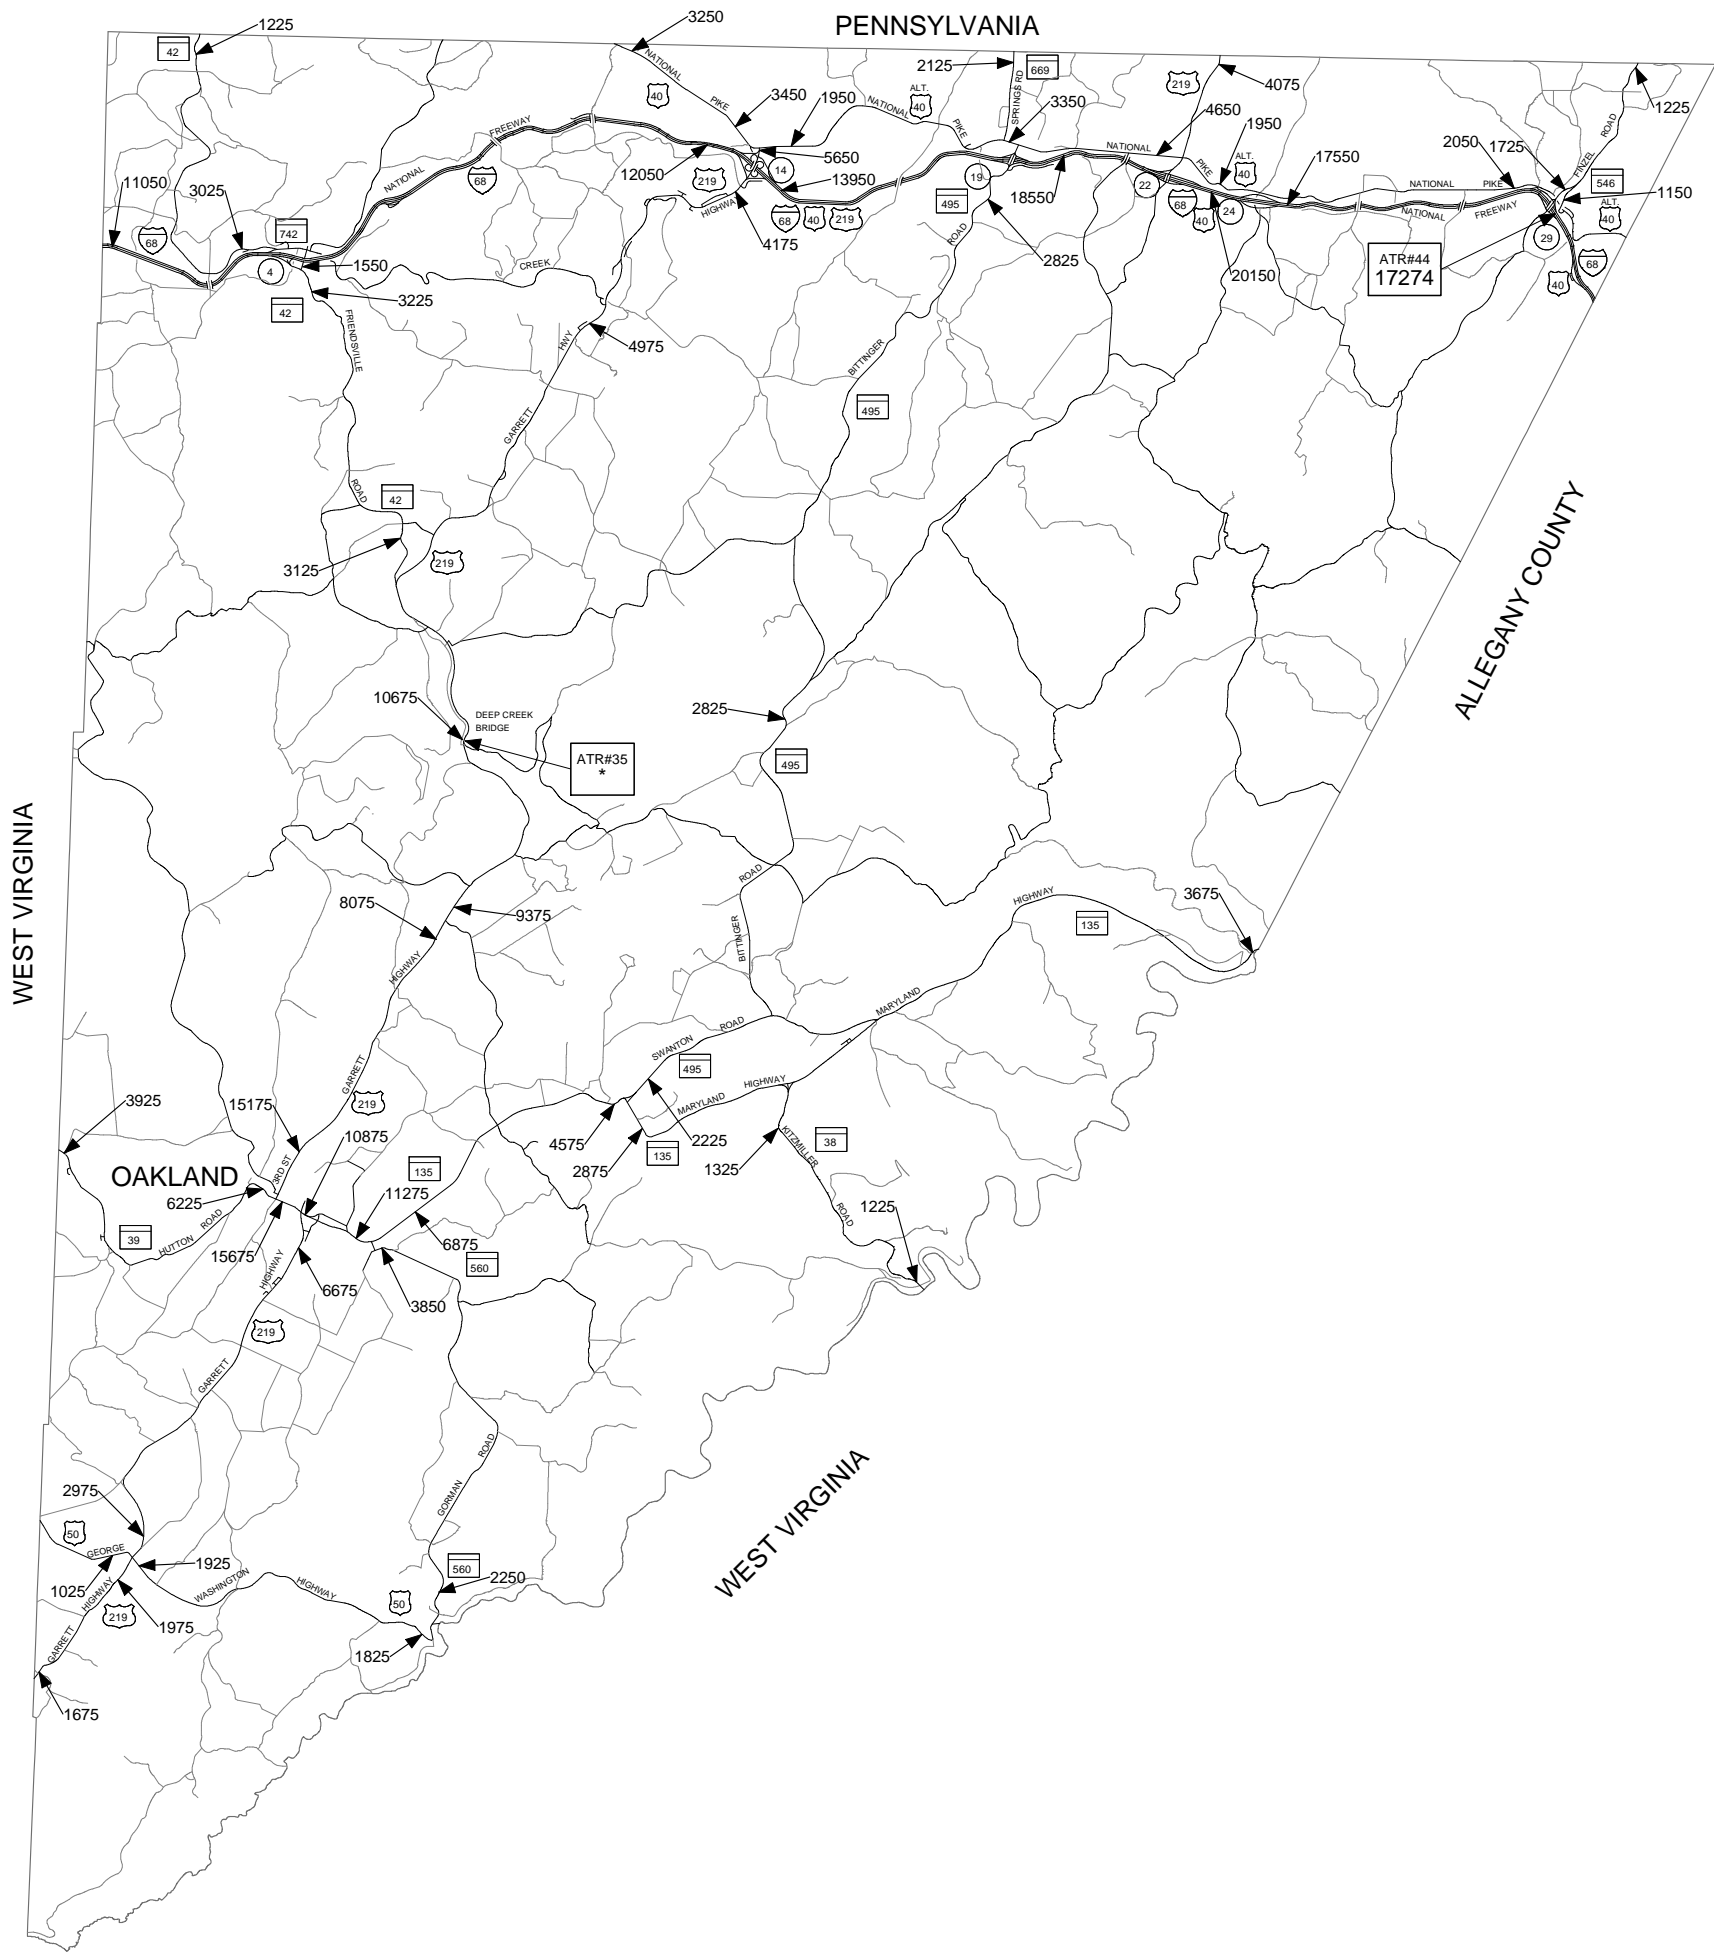 PENNSYLVANIA
3250
1225
42
NATIONAL
PIKE
40
2125
669
SPRINGS RD
219
4075
1225
3450
1950
NATIONAL
ALT.
40
PIKE
3350
4650
1950
FREEWAY
NATIONAL
68
12050
5650
14
13950
219
HIGHWAY
68
40
219
4175
19
495
18550
2825
ROAD
NATIONAL
PIKE
ALT.
40
22
68
40
24
20150
17550
2050
1725
FINZEL
ROAD
546
1150
NATIONAL
PIKE
NATIONAL
FREEWAY
ALT.
40
29
68
40
ATR#44
17274
11050
3025
68
742
4
1550
CREEK
42
3225
FRIENDSVILLE
HWY
4975
BITTINGER
495
GARRETT
ROAD
42
3125
219
ALLEGANY COUNTY
10675
DEEP CREEK
BRIDGE
ATR#35
*
2825
495
WEST VIRGINIA
ROAD
8075
9375
HIGHWAY
BITTINGER
HIGHWAY
135
3675
MARYLAND
ROAD
SWANTON
495
GARRETT
219
3925
15175
10875
HIGHWAY
MARYLAND
4575
2225
2875
135
1325
KITZMILLER
38
3RD ST
OAKLAND
6225
135
11275
ROAD
1225
39
HUTTON
ROAD
15675
HIGHWAY
6675
6875
560
3850
219
GARRETT
ROAD
GORMAN
WEST VIRGINIA
2975
50
GEORGE
1925
1025
HIGHWAY
WASHINGTON
HIGHWAY
560
2250
50
219
1975
GARRETT
1825
1675